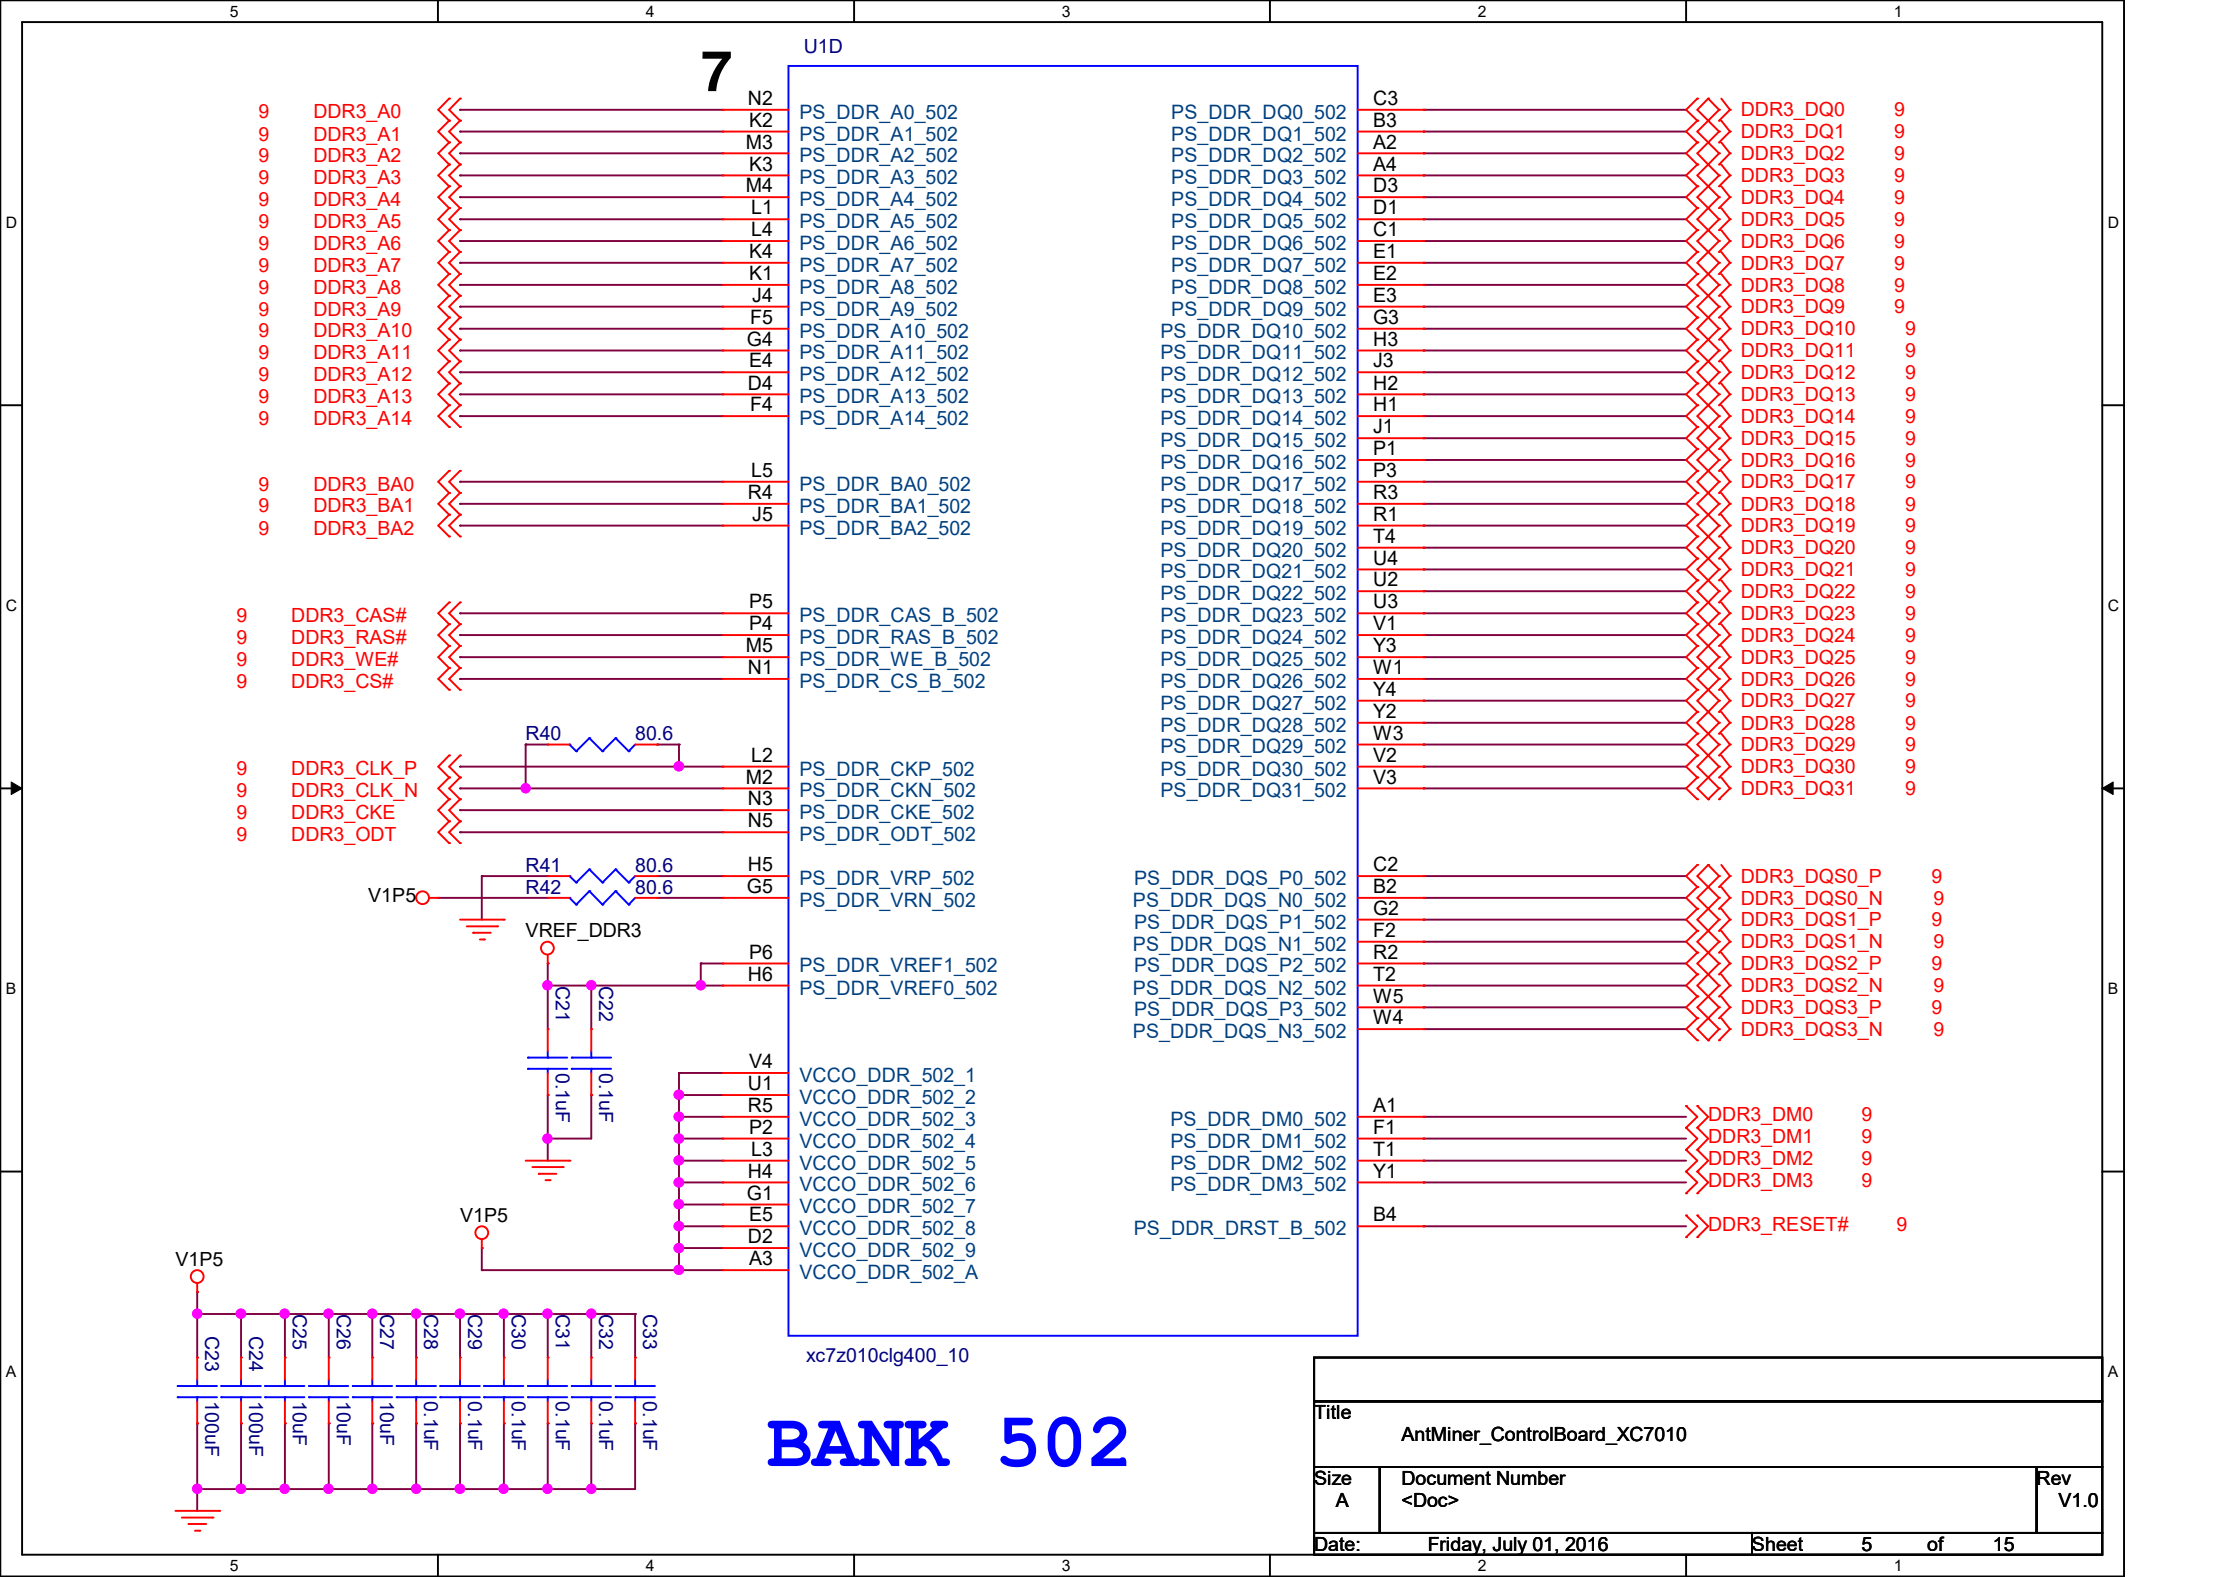 5 4 3 2 1
U1D
7
9 DDR3_A0 N2 PS_DDR_A0_502 PS_DDR_DQ0_502 C3 DDR3_DQ0 9
9 DDR3_A1 K2 PS_DDR_A1_502 PS_DDR_DQ1_502 B3 DDR3_DQ1 9
9 DDR3_A2 M3 PS_DDR_A2_502 PS_DDR_DQ2_502 A2 DDR3_DQ2 9
9 DDR3_A3 K3 PS_DDR_A3_502 PS_DDR_DQ3_502 A4 DDR3_DQ3 9
9 DDR3_A4 M4 PS_DDR_A4_502 PS_DDR_DQ4_502 D3 DDR3_DQ4 9
D 9 DDR3_A5 L1 PS_DDR_A5_502 PS_DDR_DQ5_502 D1 DDR3_DQ5 9 D
9 DDR3_A6 L4 PS_DDR_A6_502 PS_DDR_DQ6_502 C1 DDR3_DQ6 9
9 DDR3_A7 K4 PS_DDR_A7_502 PS_DDR_DQ7_502 E1 DDR3_DQ7 9
9 DDR3_A8 K1 PS_DDR_A8_502 PS_DDR_DQ8_502 E2 DDR3_DQ8 9
9 DDR3_A9 J4 PS_DDR_A9_502 PS_DDR_DQ9_502 E3 DDR3_DQ9 9
9 DDR3_A10 F5 PS_DDR_A10_502 PS_DDR_DQ10_502 G3 DDR3_DQ10 9
9 DDR3_A11 G4 PS_DDR_A11_502 PS_DDR_DQ11_502 H3 DDR3_DQ11 9
9 DDR3_A12 E4 PS_DDR_A12_502 PS_DDR_DQ12_502 J3 DDR3_DQ12 9
9 DDR3_A13 D4 PS_DDR_A13_502 PS_DDR_DQ13_502 H2 DDR3_DQ13 9
9 DDR3_A14 F4 PS_DDR_A14_502 PS_DDR_DQ14_502 H1 DDR3_DQ14 9
PS_DDR_DQ15_502 J1 DDR3_DQ15 9
PS_DDR_DQ16_502 P1 DDR3_DQ16 9
9 DDR3_BA0 L5 PS_DDR_BA0_502 PS_DDR_DQ17_502 P3 DDR3_DQ17 9
9 DDR3_BA1 R4 PS_DDR_BA1_502 PS_DDR_DQ18_502 R3 DDR3_DQ18 9
9 DDR3_BA2 J5 PS_DDR_BA2_502 PS_DDR_DQ19_502 R1 DDR3_DQ19 9
PS_DDR_DQ20_502 T4 DDR3_DQ20 9
PS_DDR_DQ21_502 U4 DDR3_DQ21 9
PS_DDR_DQ22_502 U2 DDR3_DQ22 9
C 9 DDR3_CAS# P5 PS_DDR_CAS_B_502 PS_DDR_DQ23_502 U3 DDR3_DQ23 9 C
9 DDR3_RAS# P4 PS_DDR_RAS_B_502 PS_DDR_DQ24_502 V1 DDR3_DQ24 9
9 DDR3_WE# M5 PS_DDR_WE_B_502 PS_DDR_DQ25_502 Y3 DDR3_DQ25 9
9 DDR3_CS# N1 PS_DDR_CS_B_502 PS_DDR_DQ26_502 W1 DDR3_DQ26 9
PS_DDR_DQ27_502 Y4 DDR3_DQ27 9
PS_DDR_DQ28_502 Y2 DDR3_DQ28 9
R40 80.6 PS_DDR_DQ29_502 W3 DDR3_DQ29 9
9 DDR3_CLK_P L2 PS_DDR_CKP_502 PS_DDR_DQ30_502 V2 DDR3_DQ30 9
9 DDR3_CLK_N M2 PS_DDR_CKN_502 PS_DDR_DQ31_502 V3 DDR3_DQ31 9
9 DDR3_CKE N3 PS_DDR_CKE_502
9 DDR3_ODT N5 PS_DDR_ODT_502
R41 80.6 H5 PS_DDR_VRP_502 PS_DDR_DQS_P0_502 C2 DDR3_DQS0_P 9
V1P5 R42 80.6 G5 PS_DDR_VRN_502 PS_DDR_DQS_N0_502 B2 DDR3_DQS0_N 9
PS_DDR_DQS_P1_502 G2 DDR3_DQS1_P 9
VREF_DDR3 PS_DDR_DQS_N1_502 F2 DDR3_DQS1_N 9
P6 PS_DDR_VREF1_502 PS_DDR_DQS_P2_502 R2 DDR3_DQS2_P 9
B H6 PS_DDR_VREF0_502 PS_DDR_DQS_N2_502 T2 DDR3_DQS2_N 9 B
C21 C22 PS_DDR_DQS_P3_502 W5 DDR3_DQS3_P 9
PS_DDR_DQS_N3_502 W4 DDR3_DQS3_N 9
0.1uF 0.1uF
V4 VCCO_DDR_502_1
U1 VCCO_DDR_502_2
R5 VCCO_DDR_502_3 PS_DDR_DM0_502 A1 DDR3_DM0 9
P2 VCCO_DDR_502_4 PS_DDR_DM1_502 F1 DDR3_DM1 9
L3 VCCO_DDR_502_5 PS_DDR_DM2_502 T1 DDR3_DM2 9
H4 VCCO_DDR_502_6 PS_DDR_DM3_502 Y1 DDR3_DM3 9
G1 VCCO_DDR_502_7
V1P5 E5 VCCO_DDR_502_8 PS_DDR_DRST_B_502 B4 DDR3_RESET# 9
D2 VCCO_DDR_502_9
A3 VCCO_DDR_502_A
V1P5
C23 C24 C25 C26 C27 C28 C29 C30 C31 C32 C33
100uF 100uF 10uF 10uF 10uF 0.1uF 0.1uF 0.1uF 0.1uF 0.1uF 0.1uF
xc7z010clg400_10
A A
BANK 502
Title
AntMiner_ControlBoard_XC7010
Size Document Number Rev
A <Doc> V1.0
Date: Friday, July 01, 2016 Sheet 5 of 15
5 4 3 2 1